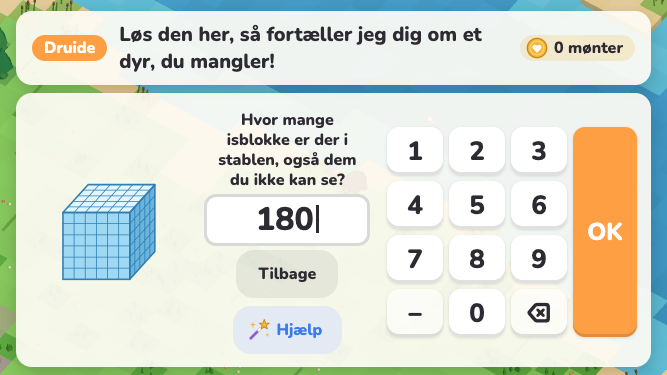 Druide
Løs den her, så fortæller jeg dig om et
dyr, du mangler!
0 mønter
Hvor mange
isblokke er der i
stablen, også dem
du ikke kan se?
180
Tilbage
Hjælp
1 2 3
4 5 6
7 8 9
– 0
OK